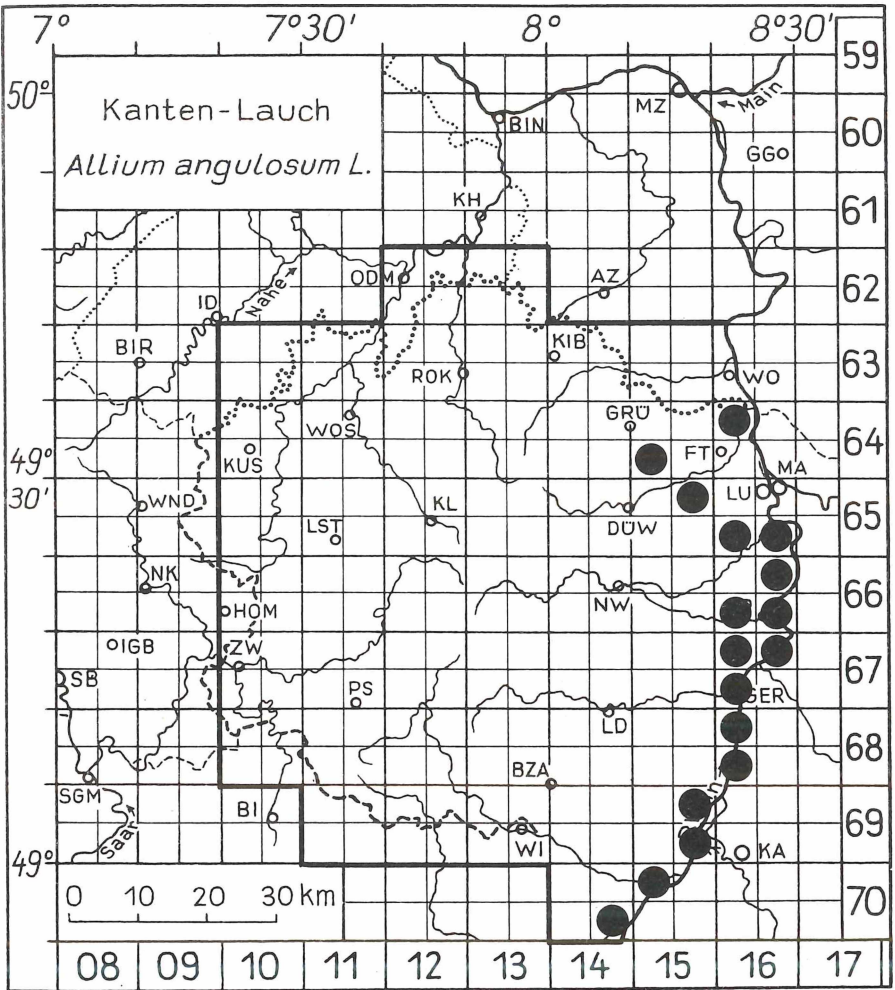 7° 7°30' 8° 8°30'
59
50°
Kanten-Lauch
Allium angulosum L.
MZ
←Main
BIN
60
GG
KH
61
ODM
Nahe→
AZ
62
ID
BIR
KIB
ROK
WO
63
WOS
GRÜ
KUS
FT
64
49°
30'
MA
LU
WND
KL
DÜW
LST
65
NK
HOM
NW
66
IGB
ZW
67
SB
PS
GER
LD
68
BZA
SGM
BI
Saar→
WI
KA
69
49°
0 10 20 30 km
70
08 09 10 11 12 13 14 15 16 17